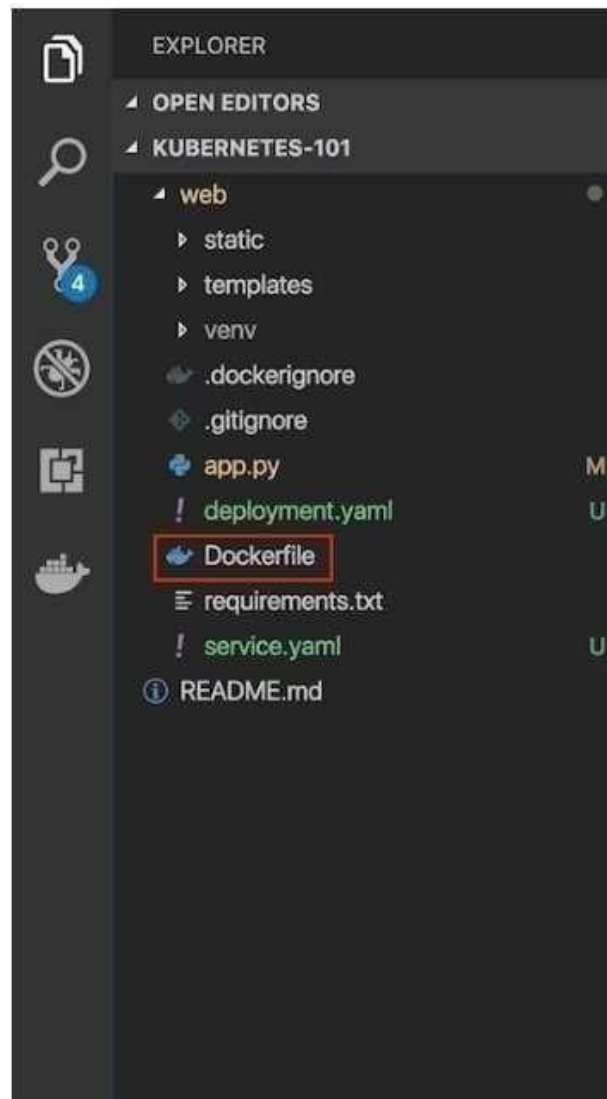 EXPLORER
OPEN EDITORS
KUBERNETES-101
web
static
templates
4
venv
.dockerignore
.gitignore
app.py M
! deployment.yaml U
Dockerfile
requirements.txt
! service.yaml U
README.md